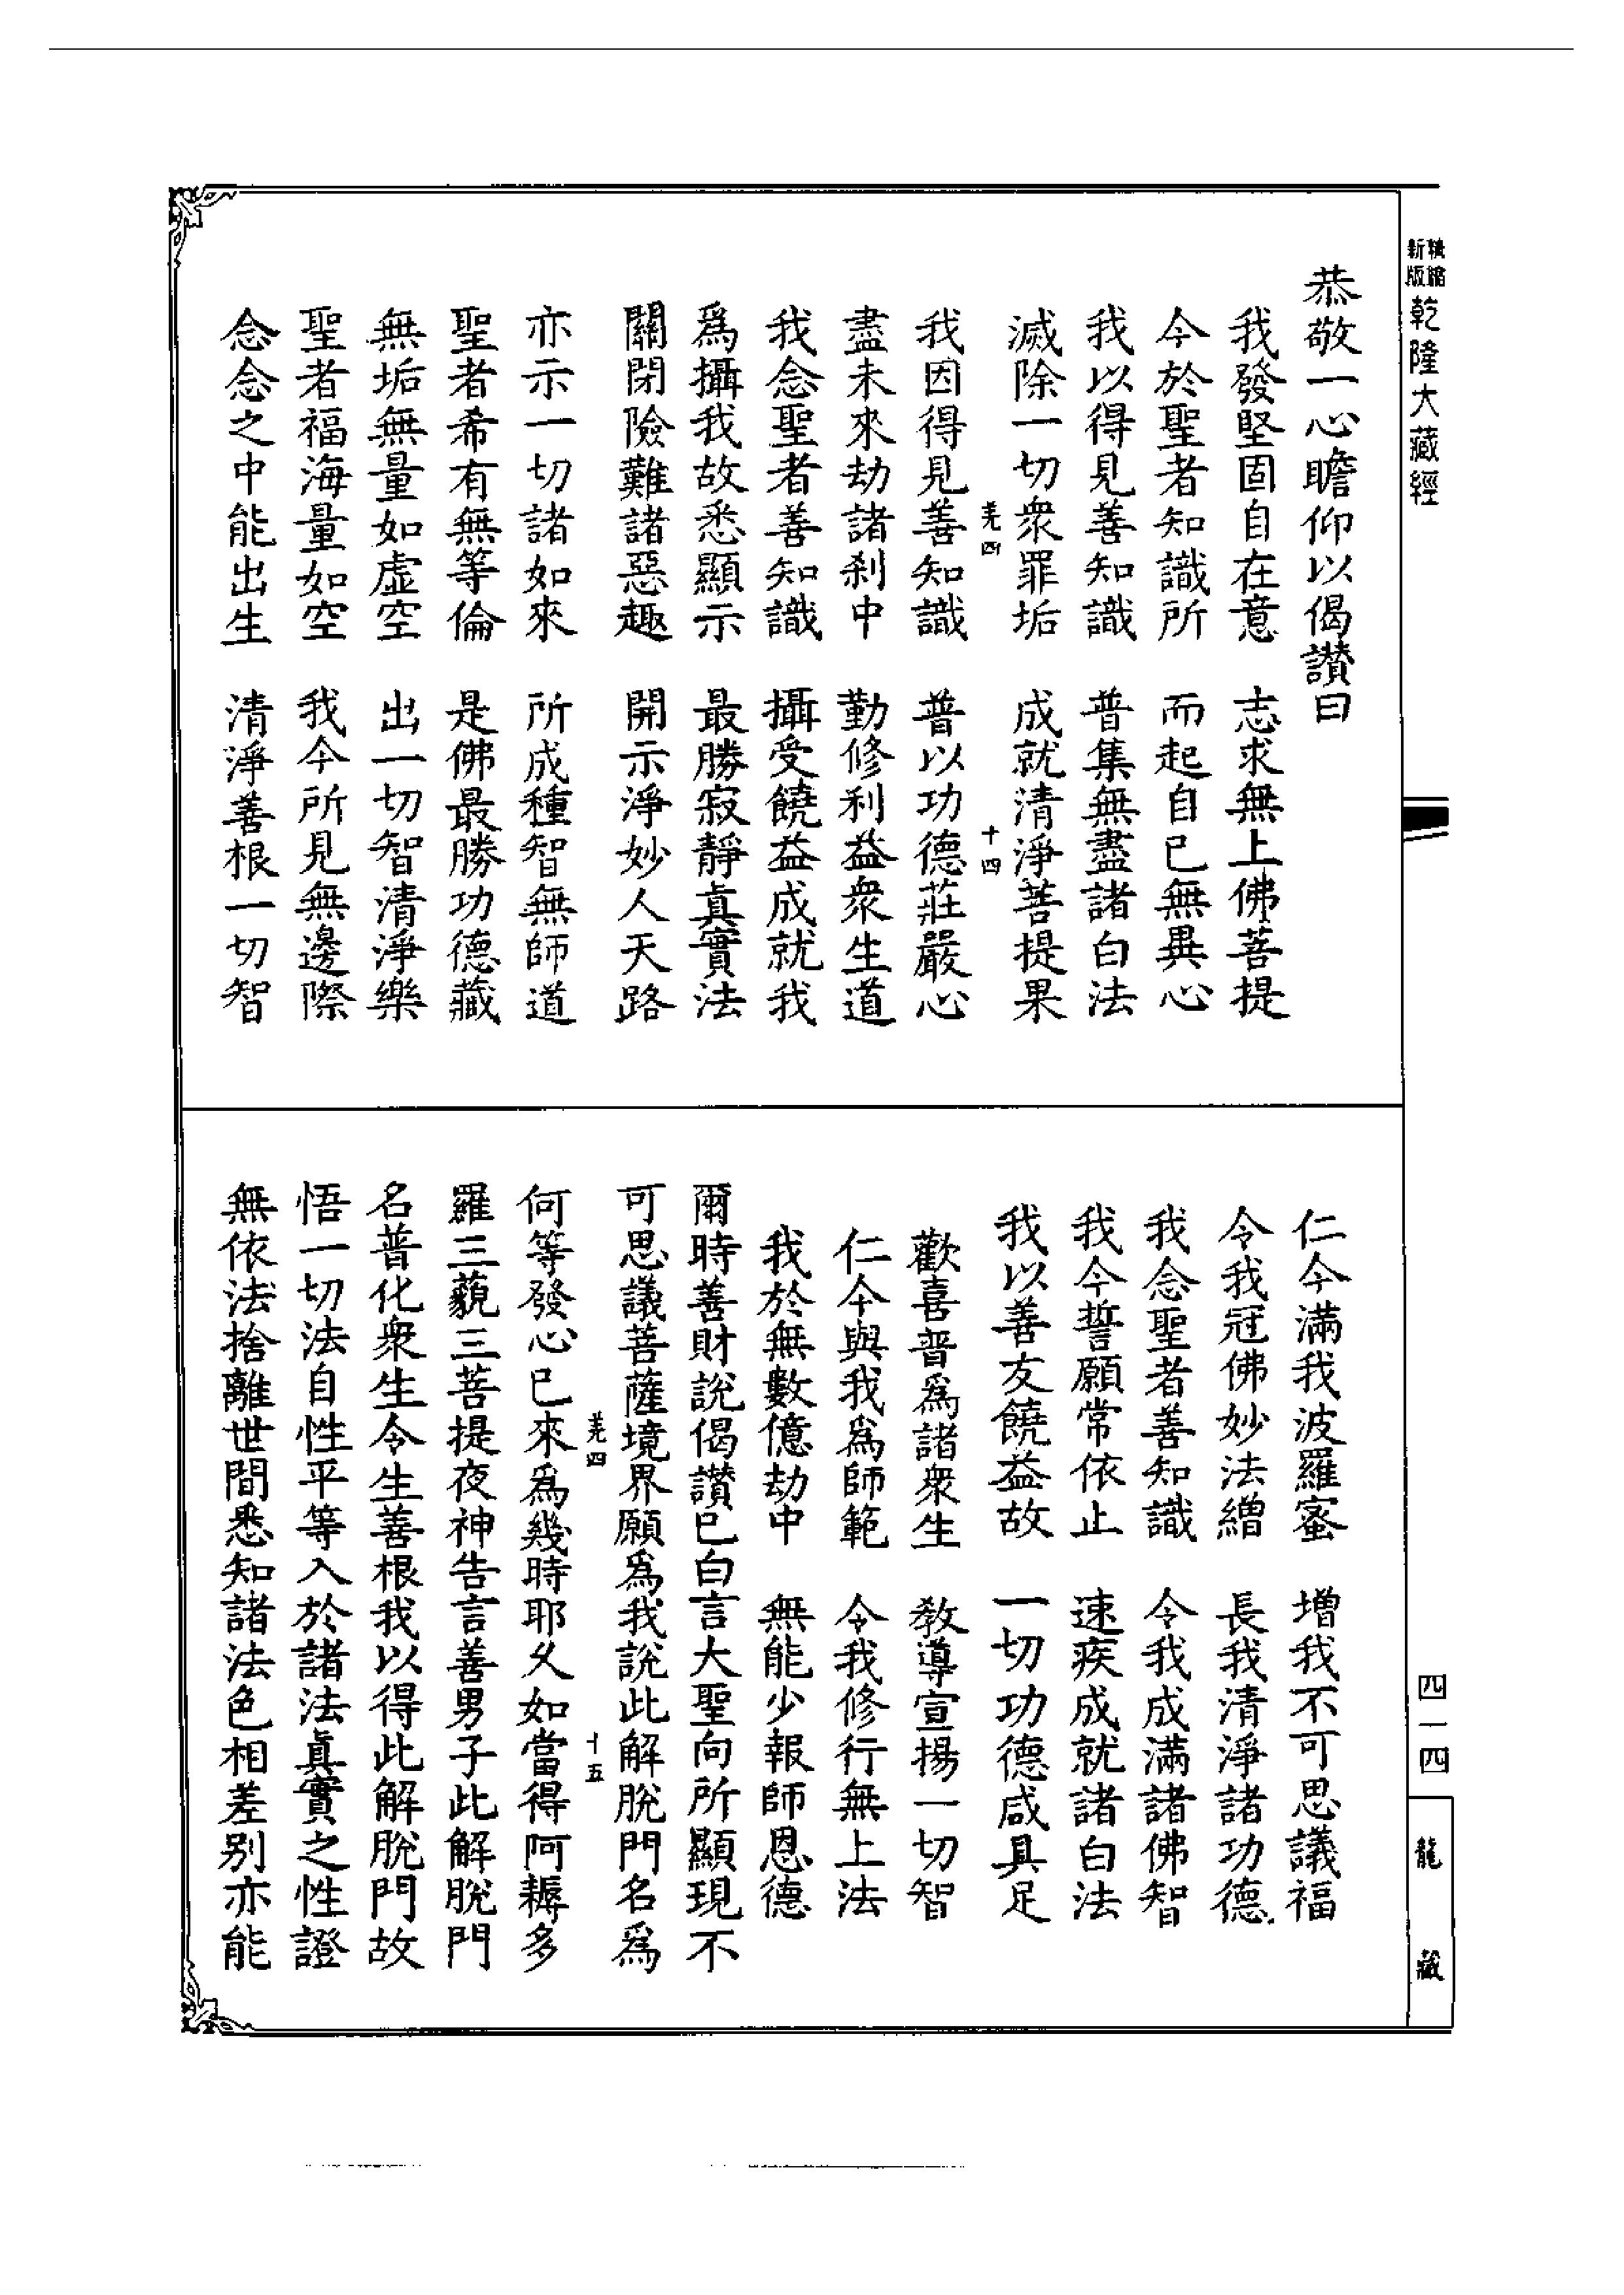 新版精縮乾隆大藏經
恭敬一心瞻仰以偈讚曰
我發堅固自在意　志求無上佛菩提
今於聖者知識所　而起自已無異心
我以得見善知識　普集無盡諸白法
滅除一切衆罪垢　成就清淨菩提果
羌四　十四
我因得見善知識　普以功德莊嚴心
盡未來劫諸刹中　勤修利益衆生道
我念聖者善知識　攝受饒益成就我
爲攝我故悉顯示　最勝寂靜眞實法
關閉險難諸惡趣　開示淨妙人天路
亦示一切諸如來　所成種智無師道
聖者希有無等倫　是佛最勝功德藏
無垢無量如虛空　出一切智清淨樂
聖者福海量如空　我今所見無邊際
念念之中能出生　清淨善根一切智
仁今滿我波羅蜜　增我不可思議福
令我冠佛妙法繒　長我清淨諸功德
我念聖者善知識　令我成滿諸佛智
我今誓願常依止　速疾成就諸白法
我以善友饒益故　一切功德咸具足
歡喜普爲諸衆生　教導宣揚一切智
仁今與我爲師範　令我修行無上法
我於無數億劫中　無能少報師恩德
爾時善財說偈讚已白言大聖向所顯現不
可思議菩薩境界願爲我說此解脫門名爲
羌四　十五
何等發心已來爲幾時耶久如當得阿耨多
羅三藐三菩提夜神告言善男子此解脫門
名普化衆生令生善根我以得此解脫門故
悟一切法自性平等入於諸法眞實之性證
無依法捨離世間悉知諸法色相差别亦能
四一四
龍藏